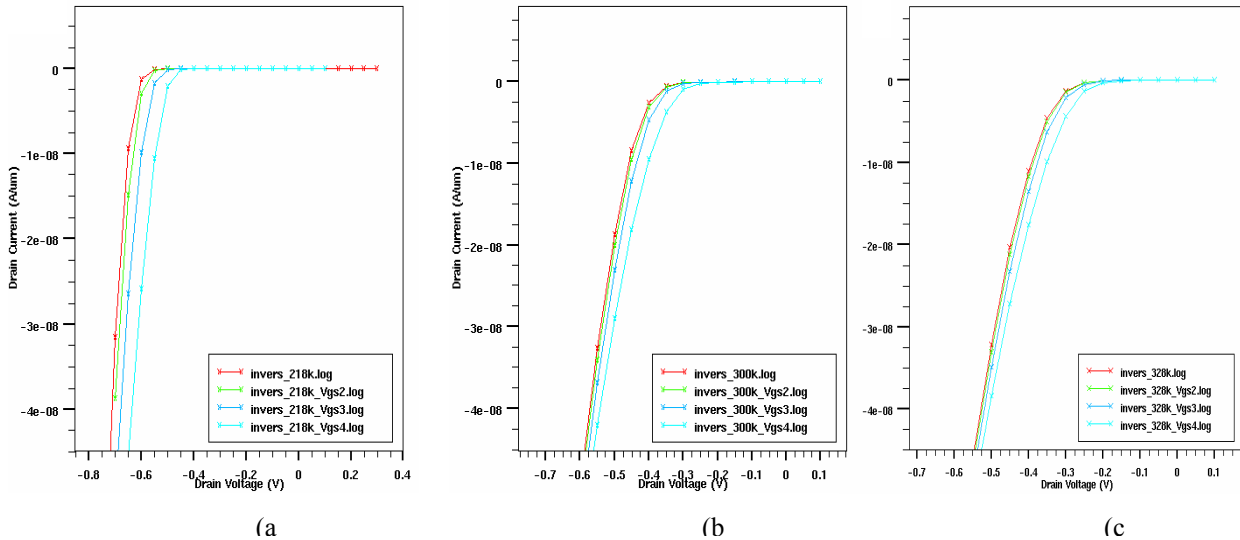 0
-1e-08
-2e-08
-3e-08
-4e-08
Drain Current (A/um)
invers_218k.log
invers_218k_Vgs2.log
invers_218k_Vgs3.log
invers_218k_Vgs4.log
-0.8 -0.6 -0.4 -0.2 0 0.2 0.4
Drain Voltage (V)
(a
0
-1e-08
-2e-08
-3e-08
-4e-08
Drain Current (A/um)
invers_300k.log
invers_300k_Vgs2.log
invers_300k_Vgs3.log
invers_300k_Vgs4.log
-0.7 -0.6 -0.5 -0.4 -0.3 -0.2 -0.1 0 0.1
Drain Voltage (V)
(b
0
-1e-08
-2e-08
-3e-08
-4e-08
Drain Current (A/um)
invers_328k.log
invers_328k_Vgs2.log
invers_328k_Vgs3.log
invers_328k_Vgs4.log
-0.7 -0.6 -0.5 -0.4 -0.3 -0.2 -0.1 0 0.1
Drain Voltage (V)
(c